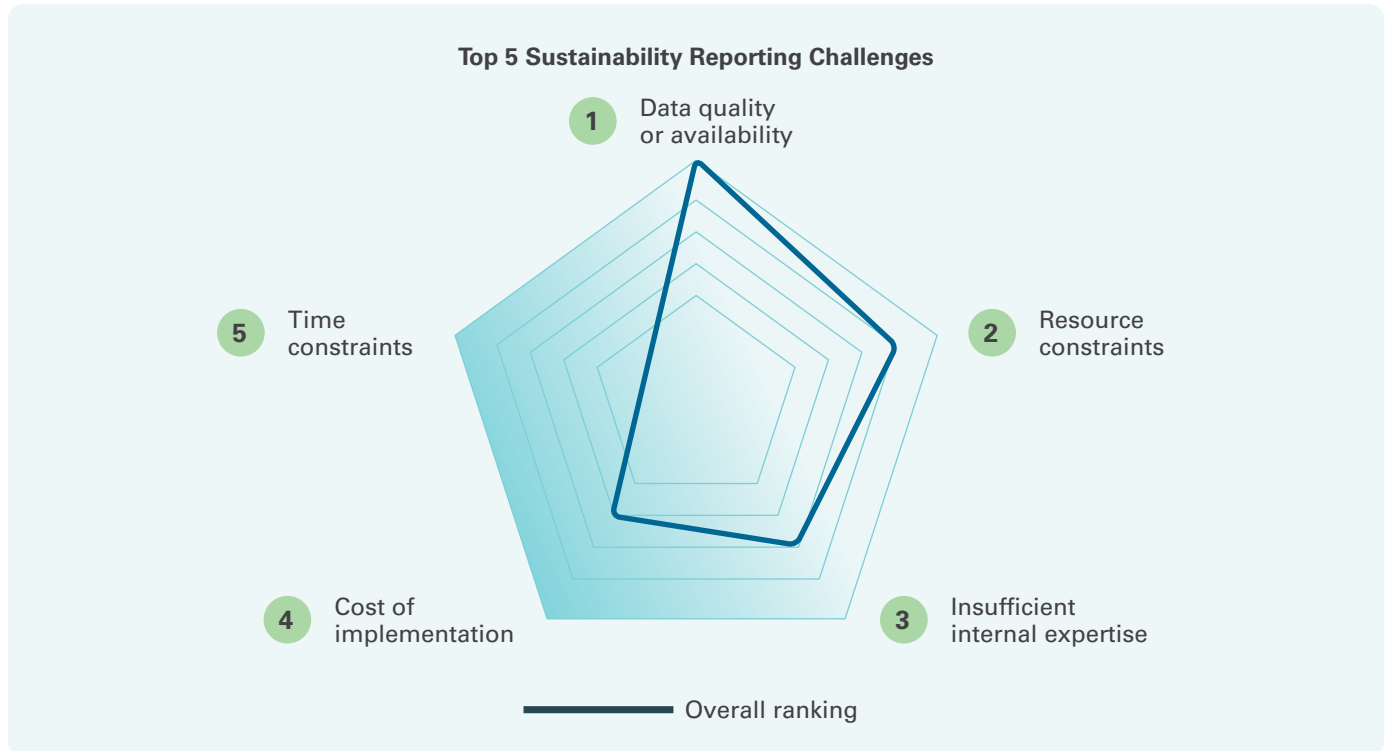 Top 5 Sustainability Reporting Challenges
1
Data quality
or availability
2
Resource
constraints
3
Insufficient
internal expertise
4
Cost of
implementation
5
Time
constraints
Overall ranking